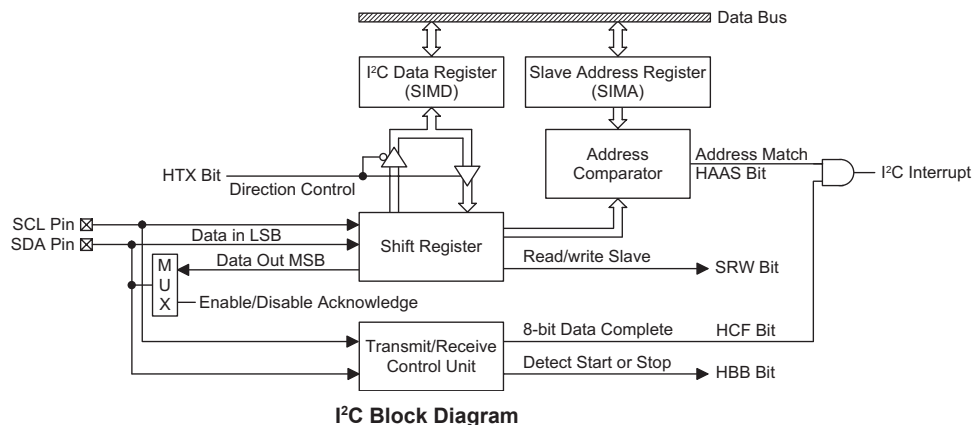 Data Bus
I²C Data Register
(SIMD)
Slave Address Register
(SIMA)
HTX Bit
Direction Control
Address
Comparator
Address Match
HAAS Bit
I²C Interrupt
SCL Pin
SDA Pin
Data in LSB
Shift Register
Data Out MSB
Read/write Slave
SRW Bit
M
U
X
Enable/Disable Acknowledge
Transmit/Receive
Control Unit
8-bit Data Complete
HCF Bit
Detect Start or Stop
HBB Bit
I²C Block Diagram